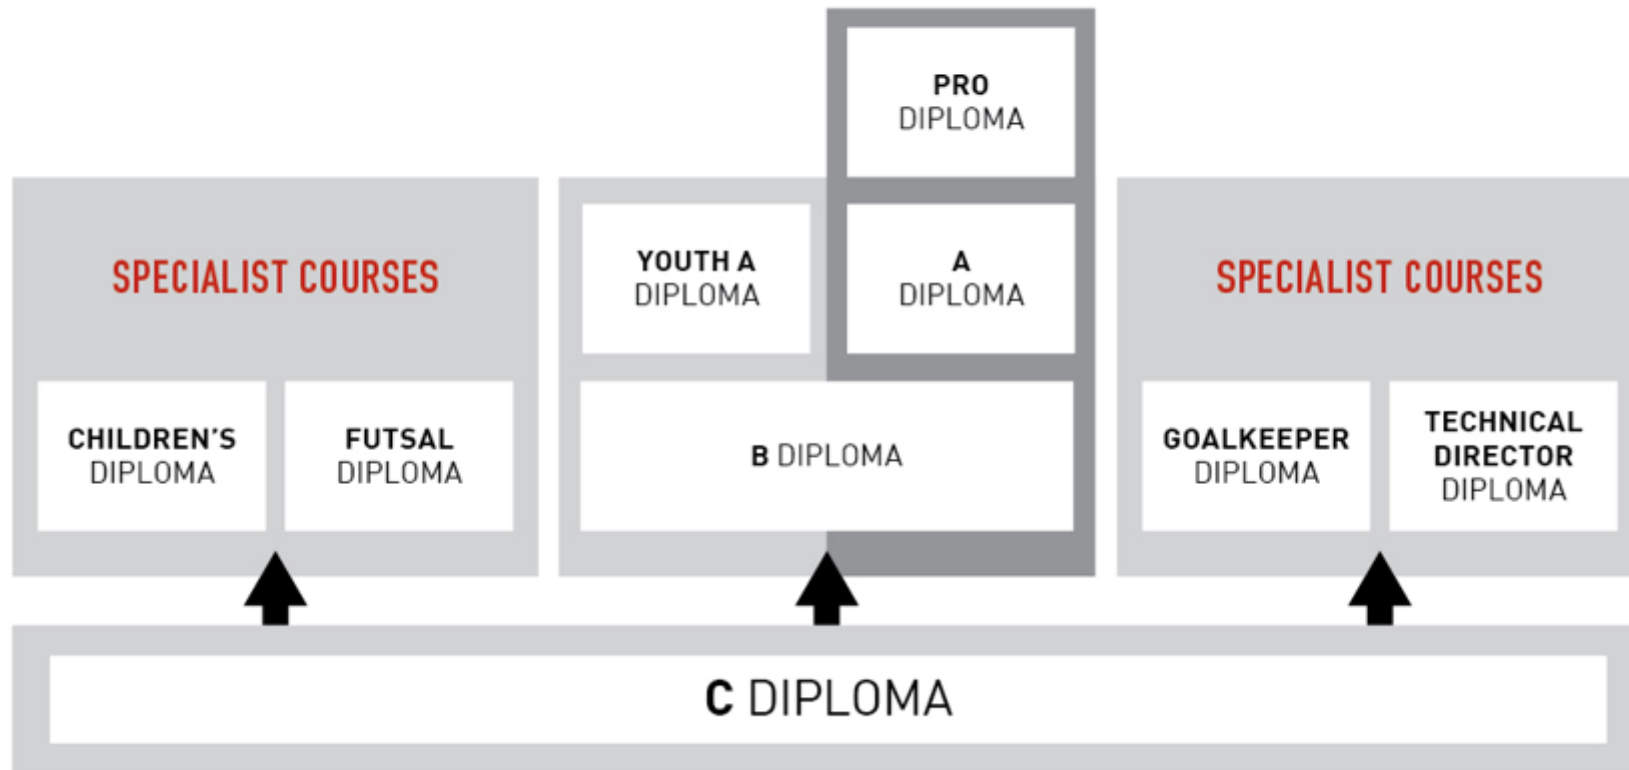 PRO
DIPLOMA
SPECIALIST COURSES
YOUTH A
DIPLOMA
A
DIPLOMA
SPECIALIST COURSES
CHILDREN'S
DIPLOMA
FUTSAL
DIPLOMA
B DIPLOMA
GOALKEEPER
DIPLOMA
TECHNICAL
DIRECTOR
DIPLOMA
C DIPLOMA